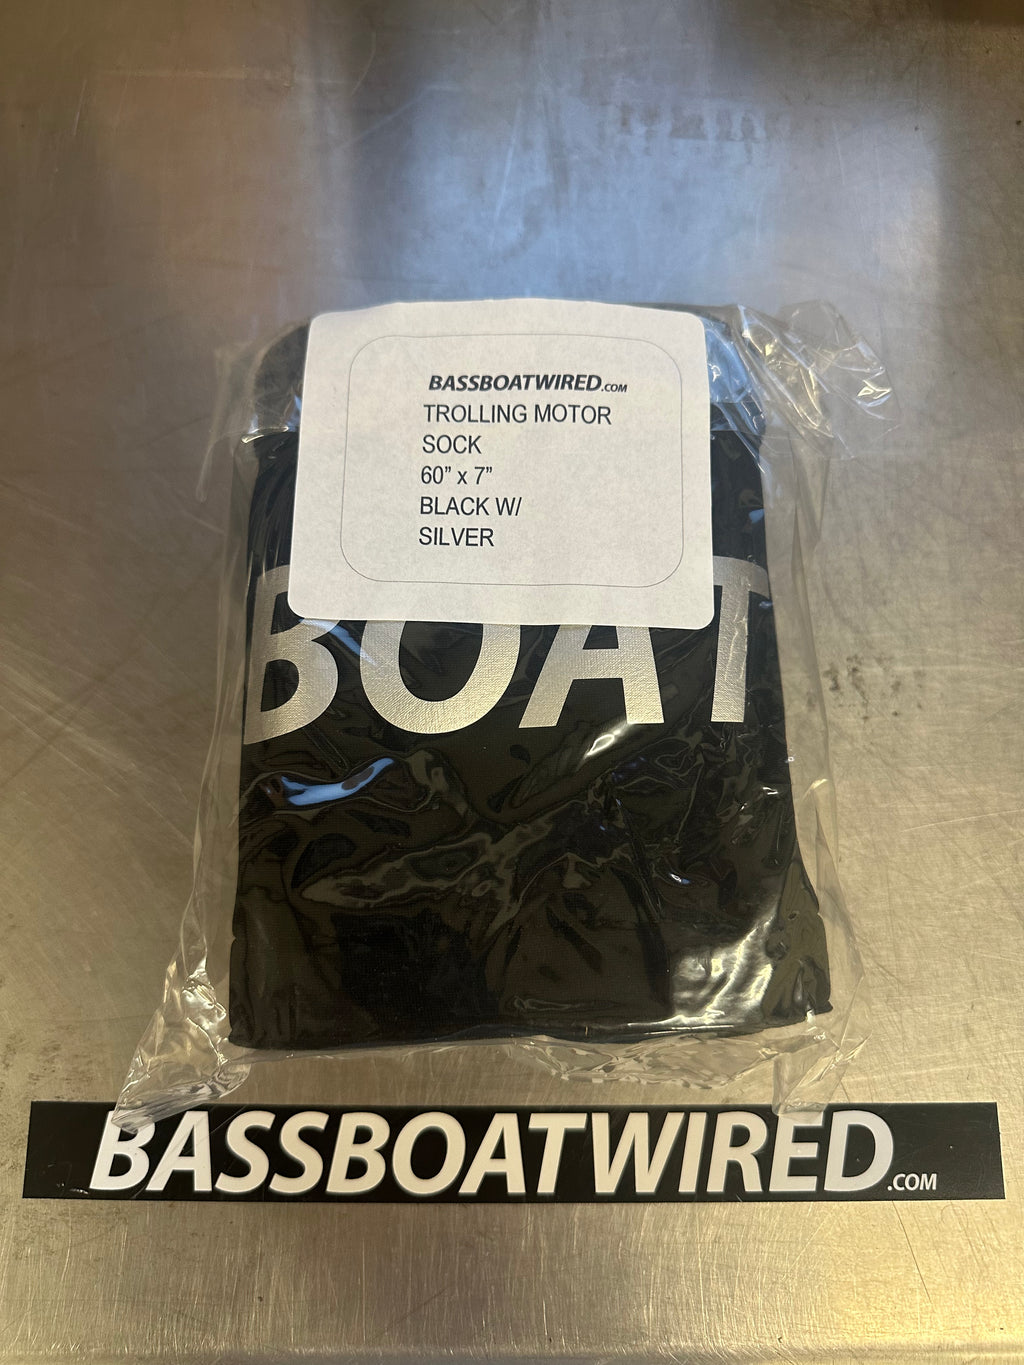 BASSBOATWIRED.COM
TROLLING MOTOR
SOCK
60” x 7”
BLACK W/
SILVER
BOAT
BASSBOATWIRED.COM